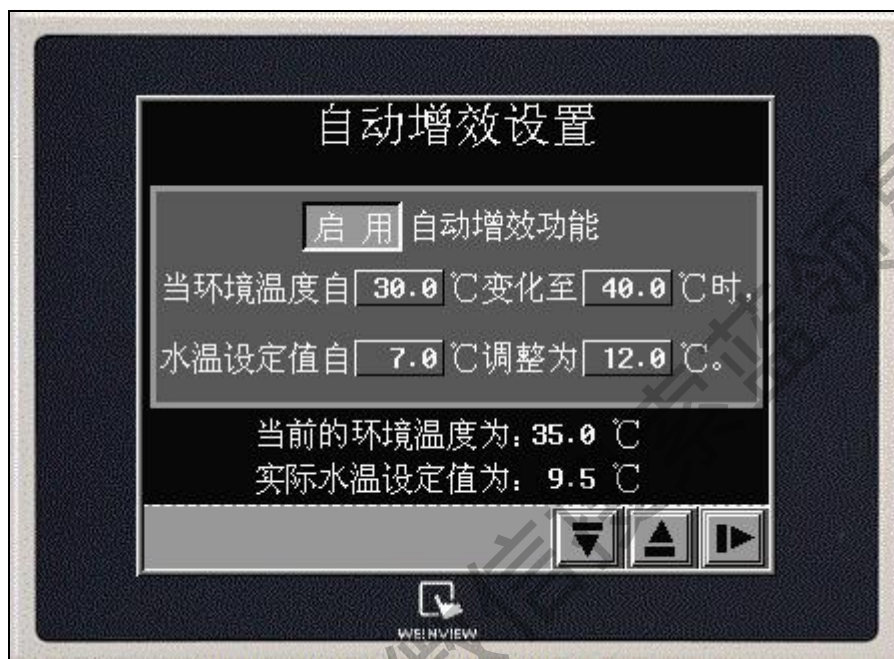 自动增效设置
启 用 自动增效功能
当环境温度自 30.0 ℃变化至 40.0 ℃时,
水温设定值自 7.0 ℃调整为 12.0 ℃。
当前的环境温度为: 35.0 ℃
实际水温设定值为: 9.5 ℃
WEINVIEW